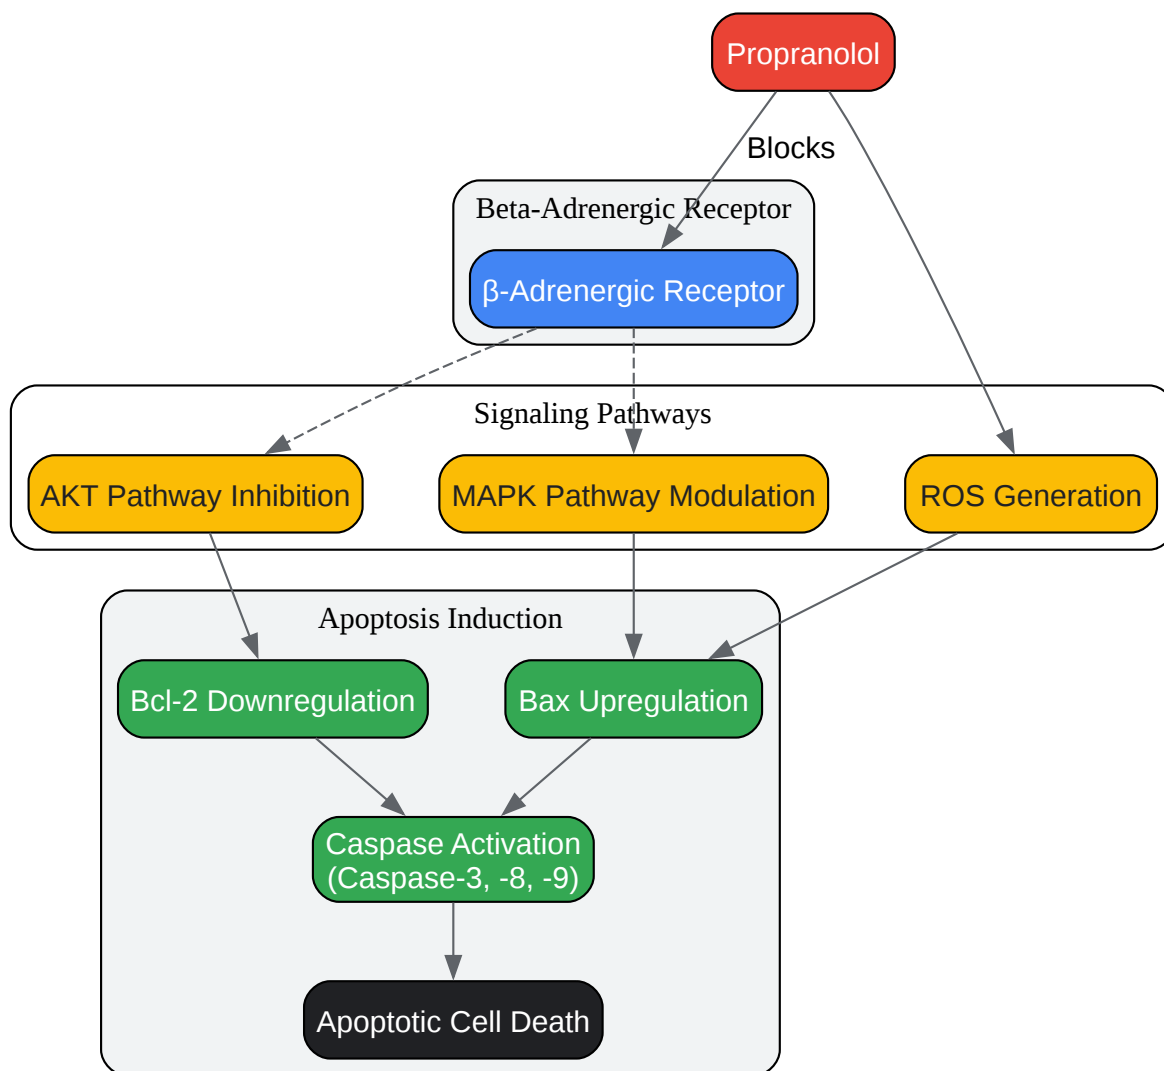 Propranolol
Blocks
Beta-Adrenergic Receptor
β-Adrenergic Receptor
Signaling Pathways
AKT Pathway Inhibition
MAPK Pathway Modulation
ROS Generation
Apoptosis Induction
Bcl-2 Downregulation
Bax Upregulation
Caspase Activation
(Caspase-3, -8, -9)
Apoptotic Cell Death